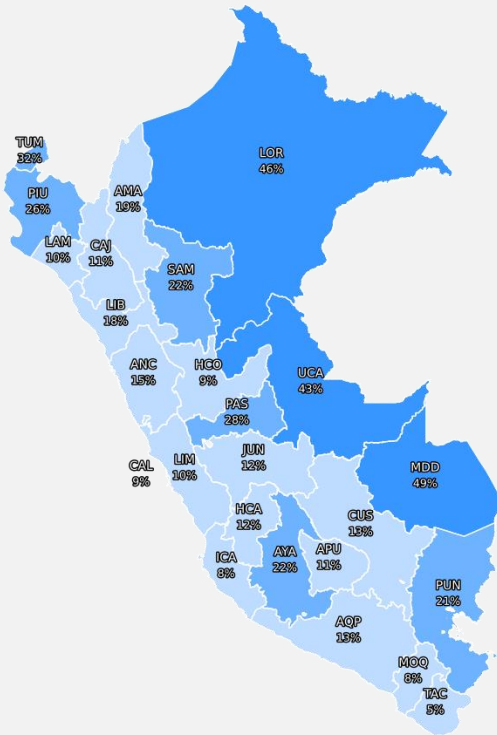 LOR
46%
TUM
32%
PIU
26%
AMA
19%
LAM
10%
CAJ
11%
SAM
22%
LIB
18%
ANC
15%
HCO
9%
UCA
43%
PAS
28%
JUN
12%
CAL
9%
LIM
10%
MDD
49%
HCA
12%
CUS
13%
ICA
8%
AYA
22%
APU
11%
PUN
21%
AQP
13%
MOQ
8%
TAC
5%